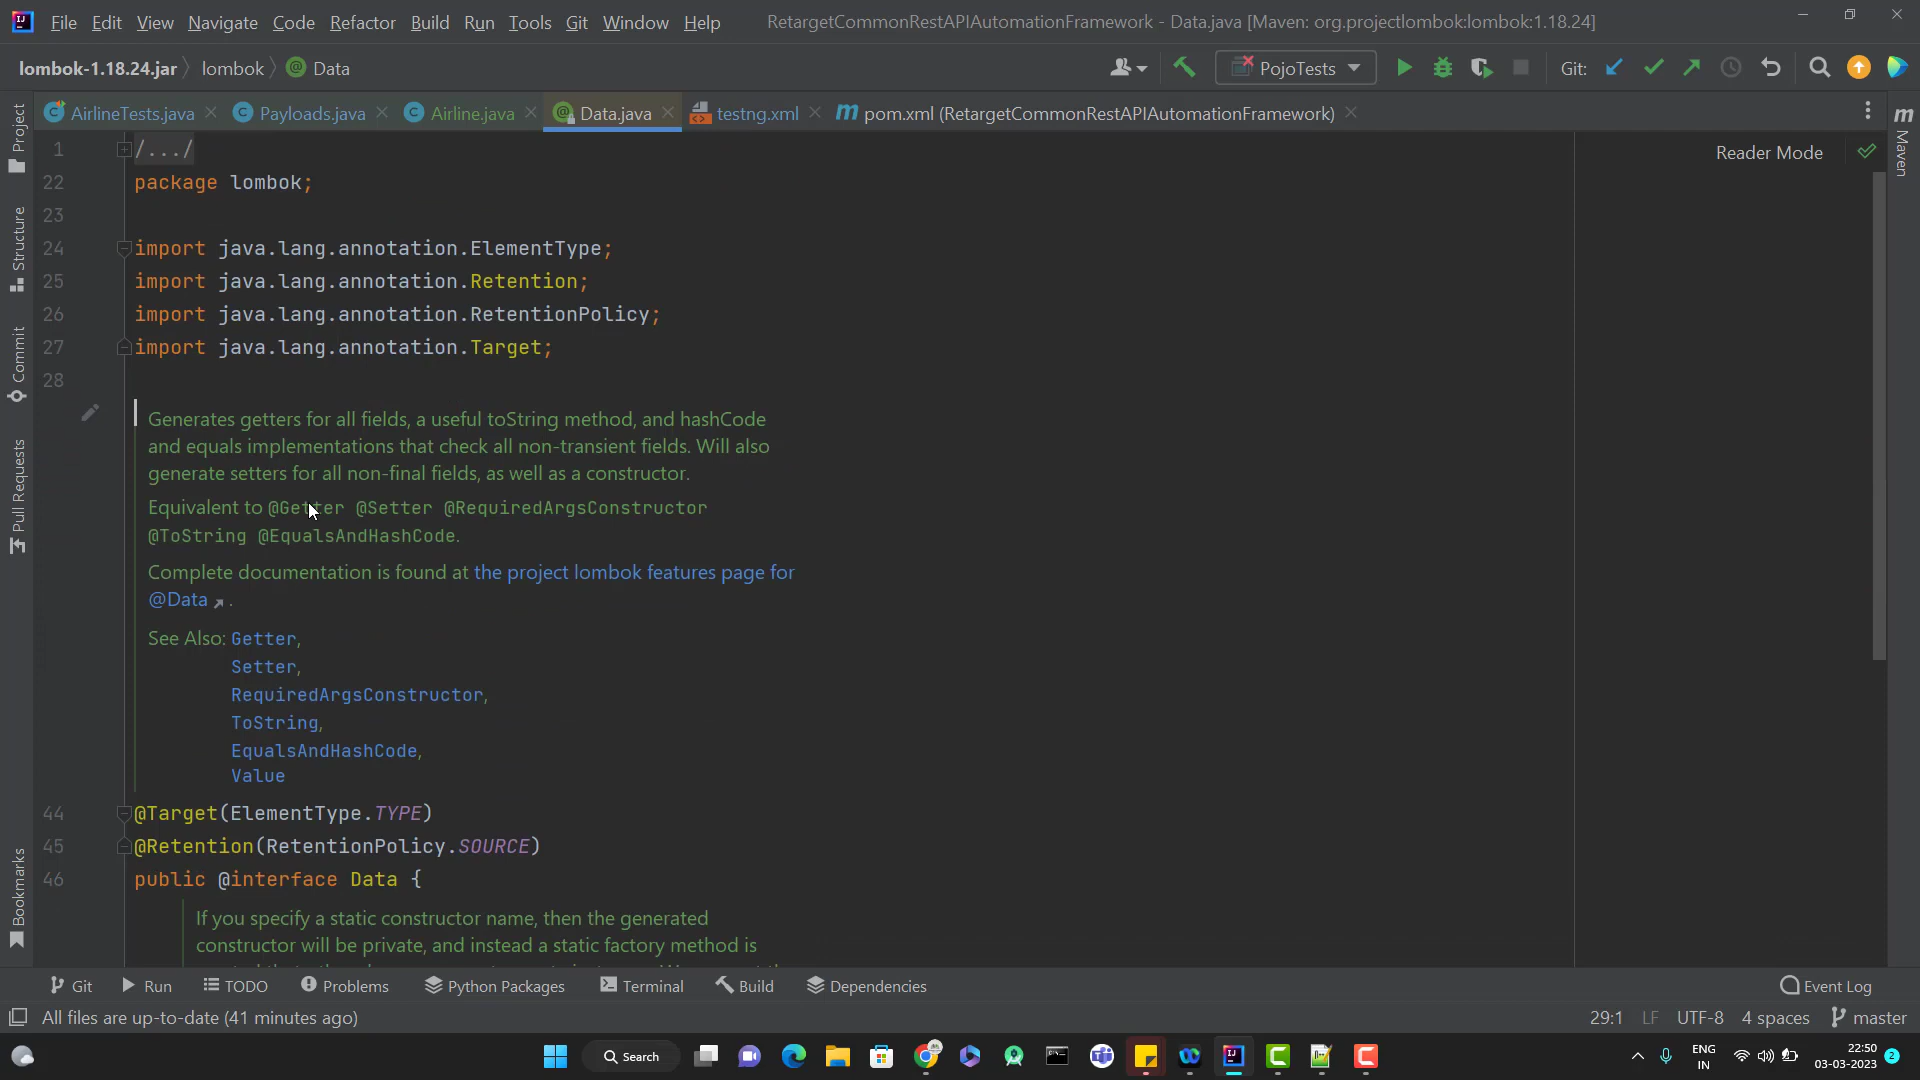 File Edit View Navigate Code Refactor Build Run Tools Git Window Help RetargetCommonRestAPIAutomationFramework - Data.java [Maven: org.projectlombok:lombok:1.18.24]
lombok-1.18.24.jar lombok Data PojoTests Git:
AirlineTests.java Payloads.java Airline.java Data.java testng.xml pom.xml (RetargetCommonRestAPIAutomationFramework)
Project
Structure
Commit
Pull Requests
Bookmarks
Maven
Reader Mode
1 /.../
22 package lombok;
23
24 import java.lang.annotation.ElementType;
25 import java.lang.annotation.Retention;
26 import java.lang.annotation.RetentionPolicy;
27 import java.lang.annotation.Target;
28
Generates getters for all fields, a useful toString method, and hashCode
and equals implementations that check all non-transient fields. Will also
generate setters for all non-final fields, as well as a constructor.
Equivalent to @Getter @Setter @RequiredArgsConstructor
@ToString @EqualsAndHashCode.
Complete documentation is found at the project lombok features page for
@Data .
See Also: Getter,
Setter,
RequiredArgsConstructor,
ToString,
EqualsAndHashCode,
Value
44 @Target(ElementType.TYPE)
45 @Retention(RetentionPolicy.SOURCE)
46 public @interface Data {
If you specify a static constructor name, then the generated
constructor will be private, and instead a static factory method is
Git Run TODO Problems Python Packages Terminal Build Dependencies Event Log
All files are up-to-date (41 minutes ago) 29:1 LF UTF-8 4 spaces master
Search
ENG
IN
22:50
03-03-2023
2